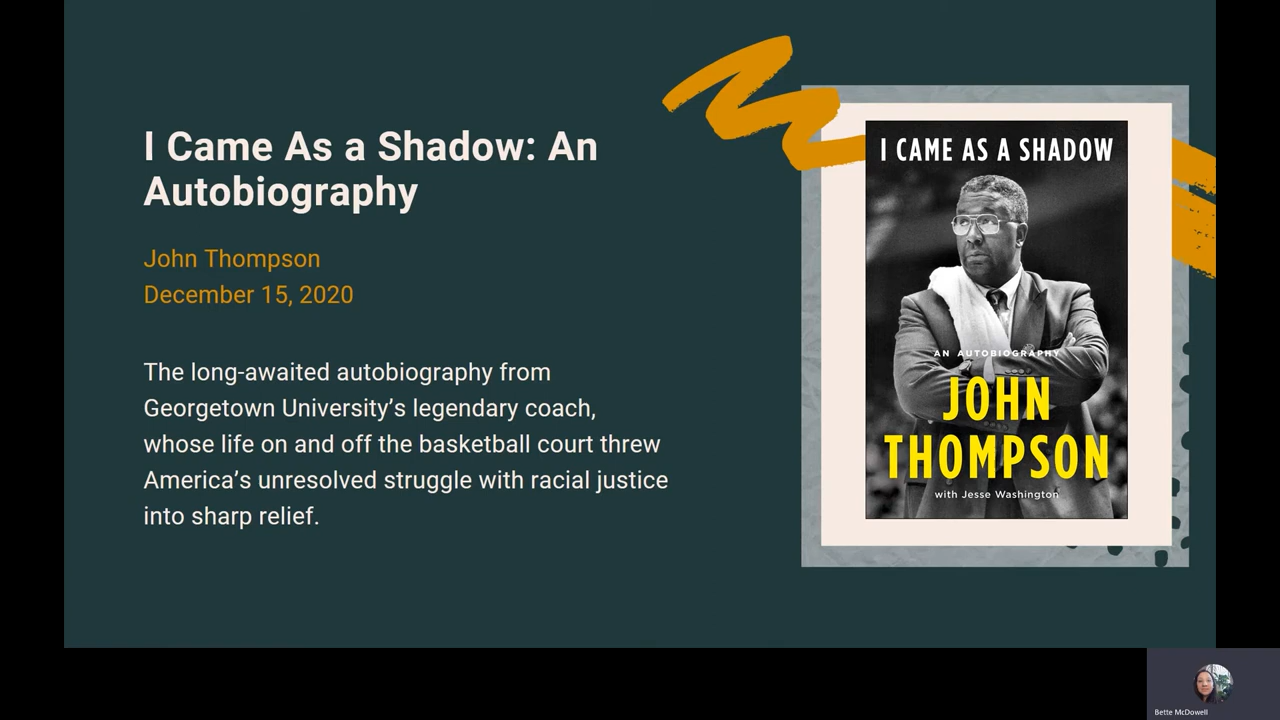 I Came As a Shadow: An
Autobiography
John Thompson
December 15, 2020
The long-awaited autobiography from
Georgetown University’s legendary coach,
whose life on and off the basketball court threw
America’s unresolved struggle with racial justice
into sharp relief.
I CAME AS A SHADOW
AN AUTOBIOGRAPHY
JOHN
THOMPSON
with Jesse Washington
Bette McDowell